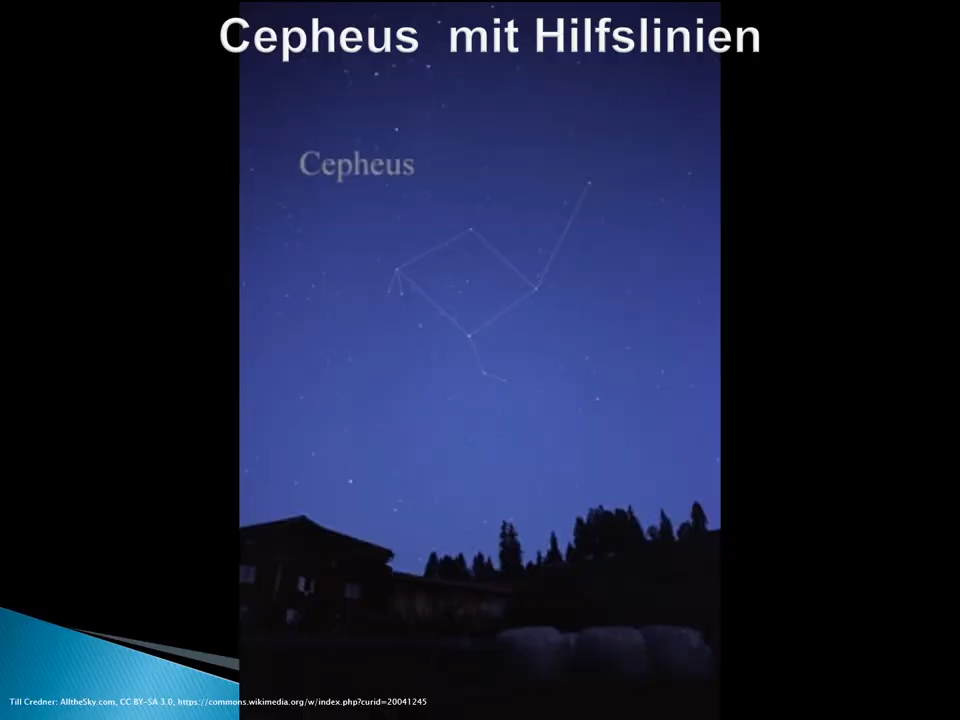 Cepheus mit Hilfslinien
Cepheus
Till Credner: AlltheSky.com, CC BY-SA 3.0, https://commons.wikimedia.org/w/index.php?curid=20041245